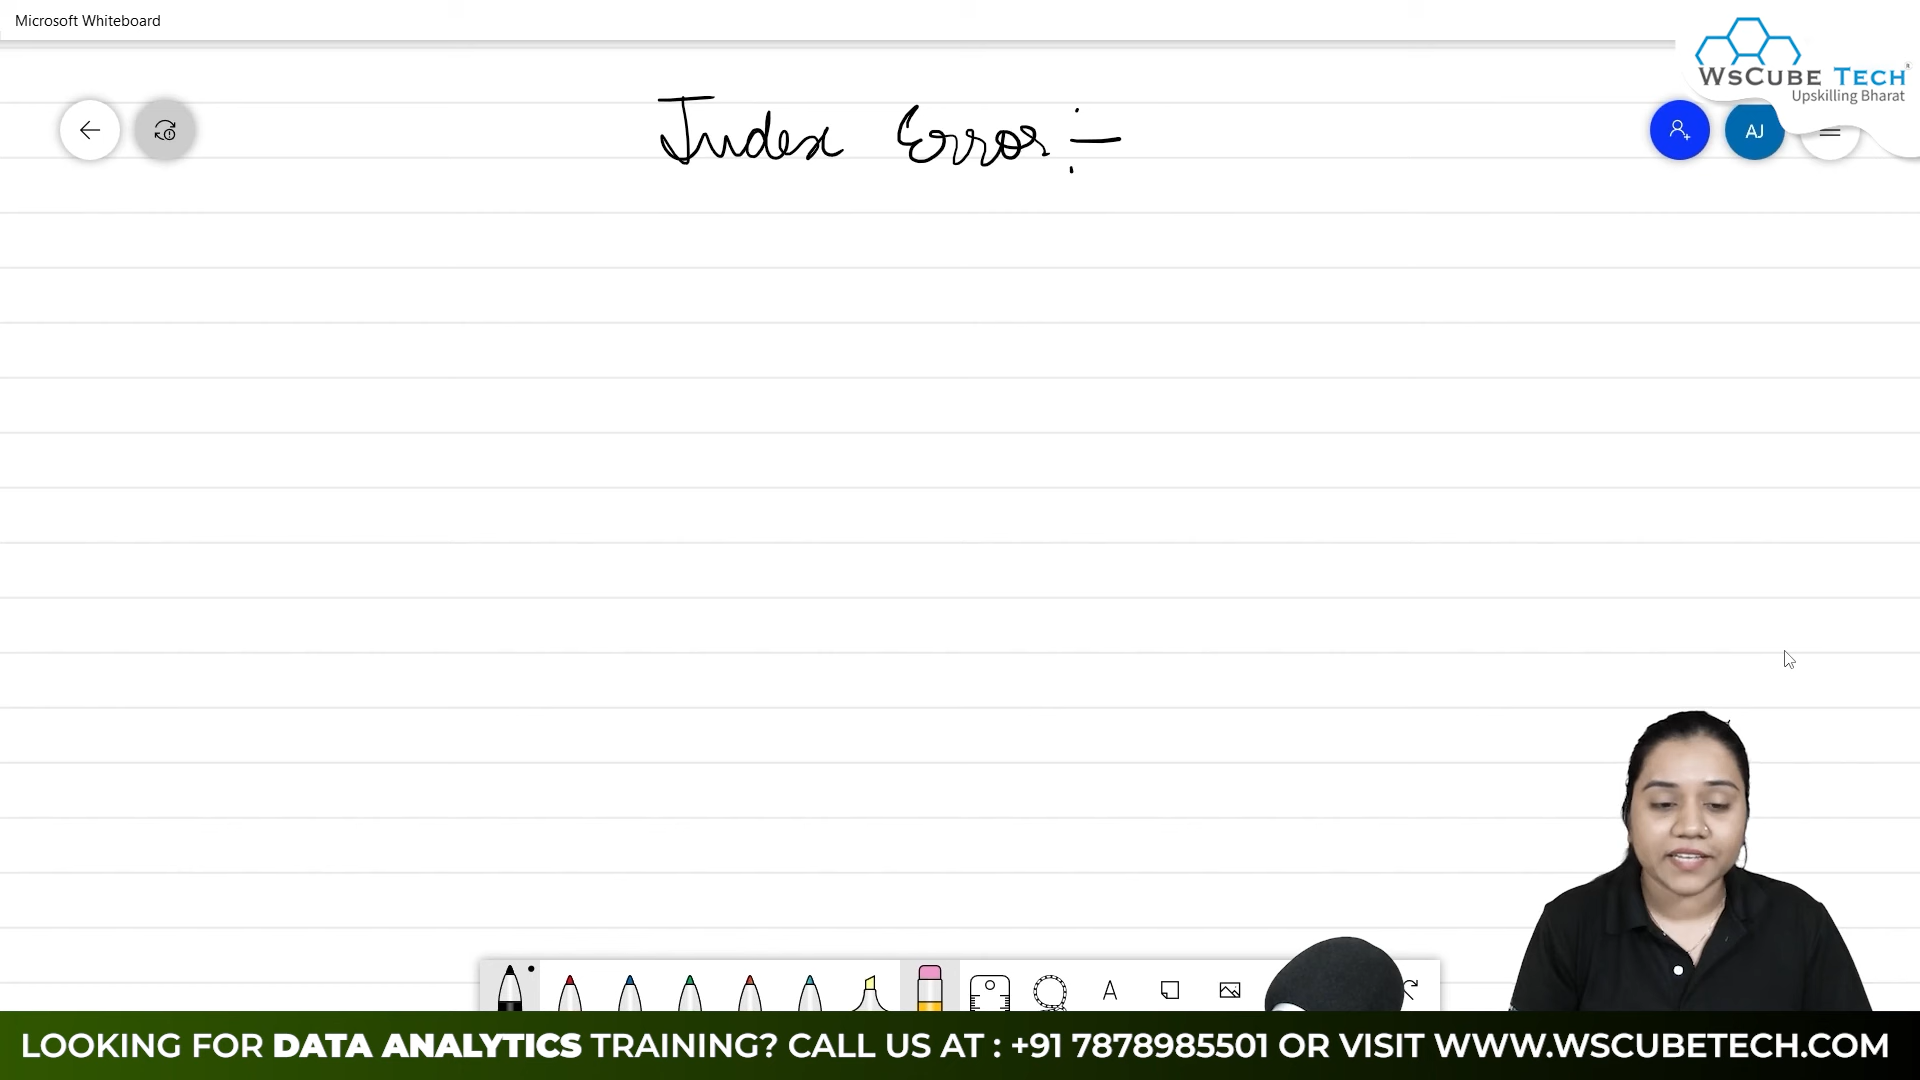 Microsoft Whiteboard
WSCUBE TECH
Upskilling Bharat
Index Error :-
AJ
A
LOOKING FOR DATA ANALYTICS TRAINING? CALL US AT : +91 7878985501 OR VISIT WWW.WSCUBETECH.COM